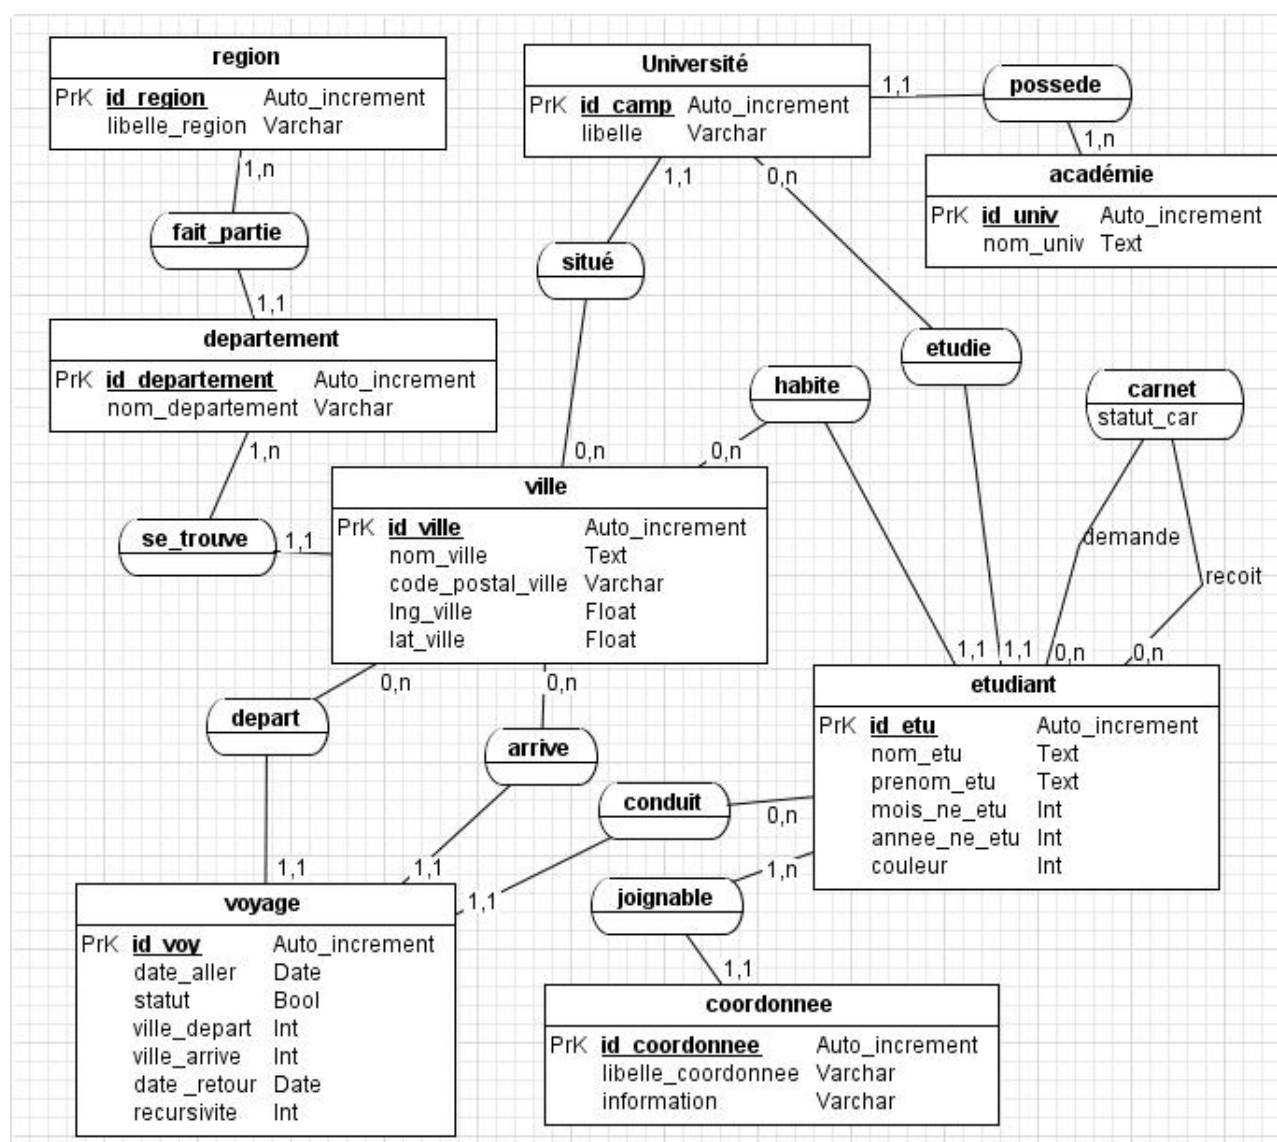 region
PrK id_region Auto_increment
libelle_region Varchar
1,n
fait_partie
1,1
departement
PrK id_departement Auto_increment
nom_departement Varchar
1,n
se_trouve
1,1
Université
PrK id_camp Auto_increment
libelle Varchar
1,1
possede
1,n
académie
PrK id_univ Auto_increment
nom_univ Text
1,1
0,n
situé
0,n
etudie
1,1
habite
0,n
1,1
carnet
statut_car
demande
recoit
0,n
0,n
ville
PrK id_ville Auto_increment
nom_ville Text
code_postal_ville Varchar
lng_ville Float
lat_ville Float
0,n
0,n
depart
1,1
arrive
1,1
conduit
0,n
1,1
etudiant
PrK id_etu Auto_increment
nom_etu Text
prenom_etu Text
mois_ne_etu Int
annee_ne_etu Int
couleur Int
1,n
joignable
1,1
voyage
PrK id_voy Auto_increment
date_aller Date
statut Bool
ville_depart Int
ville_arrive Int
date _retour Date
recursivite Int
coordonnee
PrK id_coordonnee Auto_increment
libelle_coordonnee Varchar
information Varchar